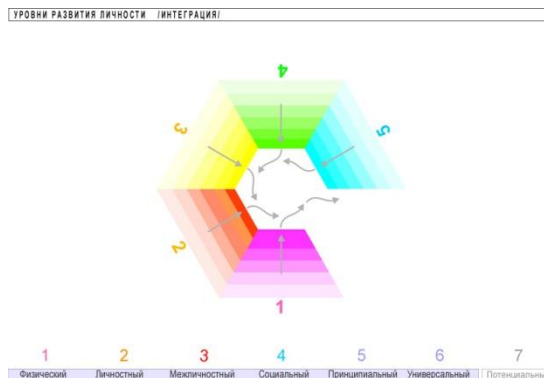 УРОВНИ РАЗВИТИЯ ЛИЧНОСТИ /ИНТЕГРАЦИЯ/
4
3
5
2
1
1 2 3 4 5 6 7
Физический Личностный Межличностный Социальный Принципиальный Универсальный Потенциальны